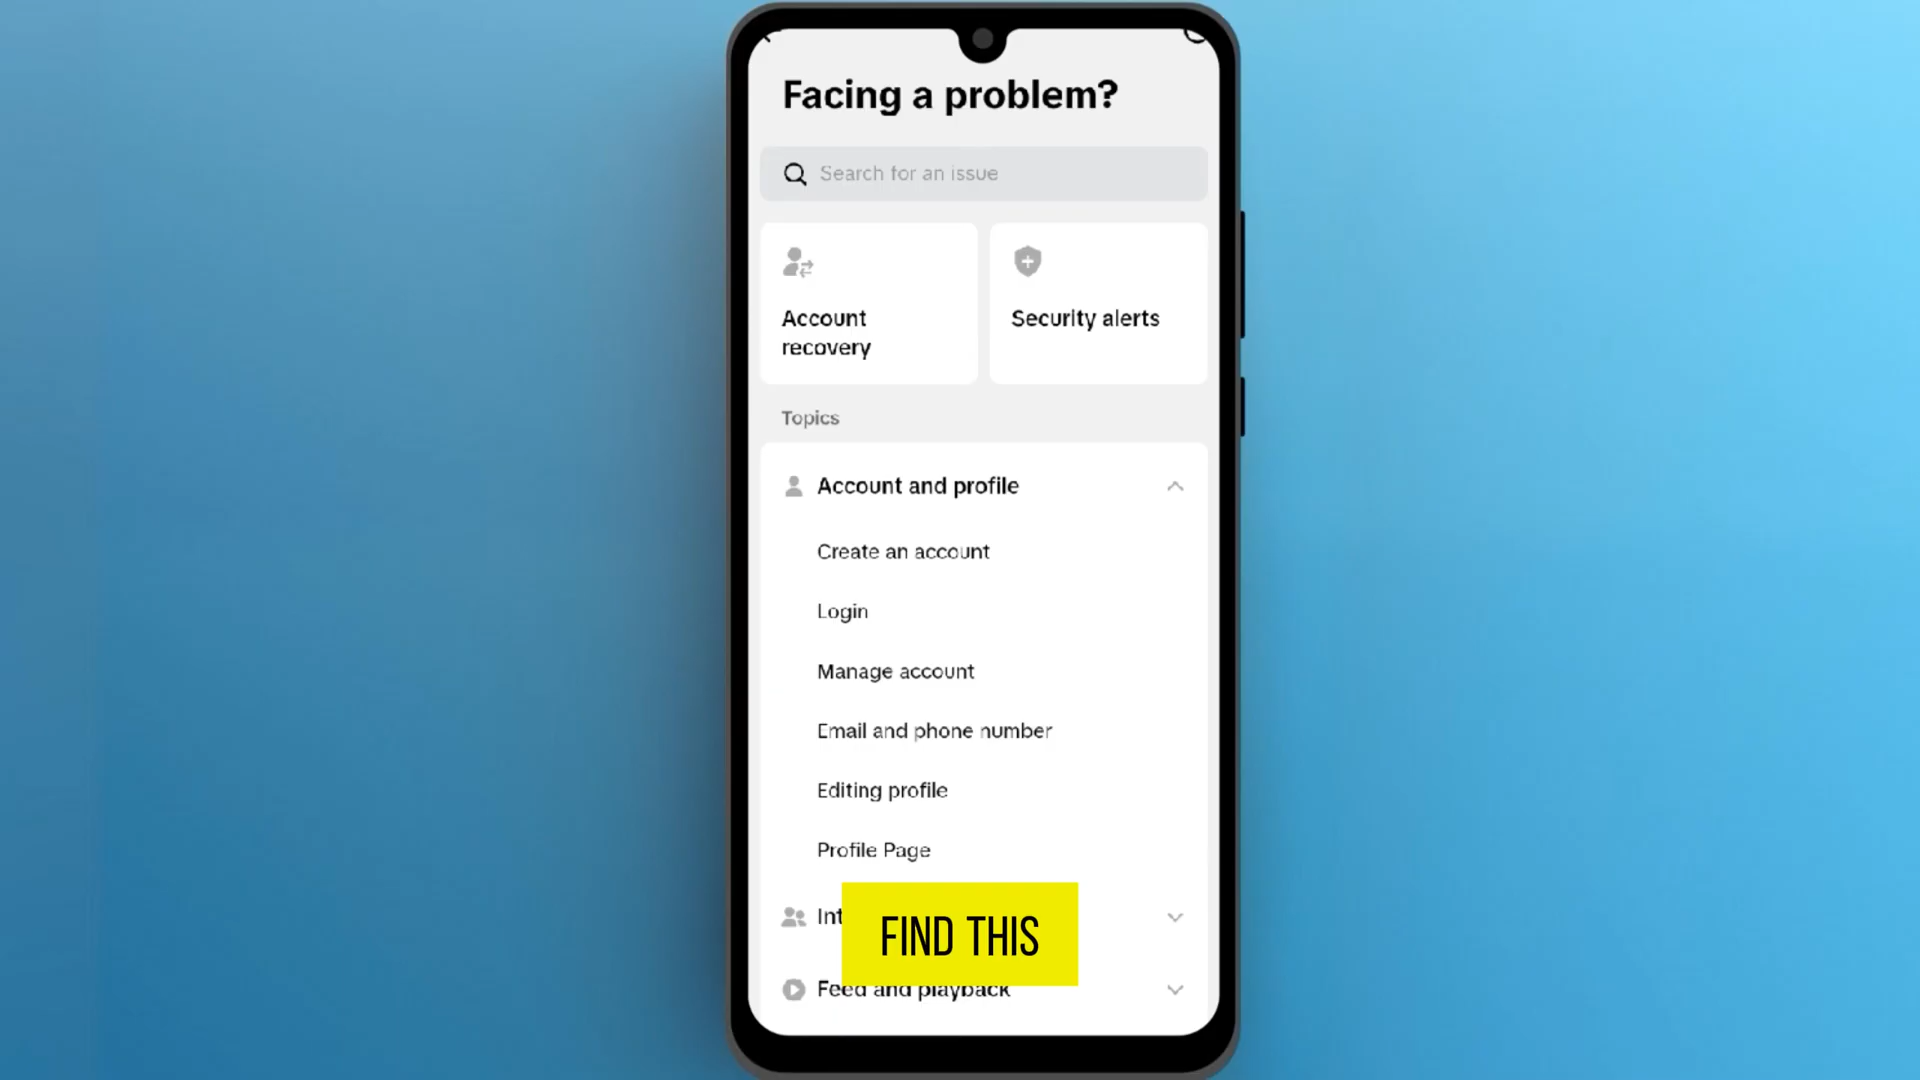 Facing a problem?
Search for an issue
Account
recovery
Security alerts
Topics
Account and profile
Create an account
Login
Manage account
Email and phone number
Editing profile
Profile Page
FIND THIS
Feed and playback